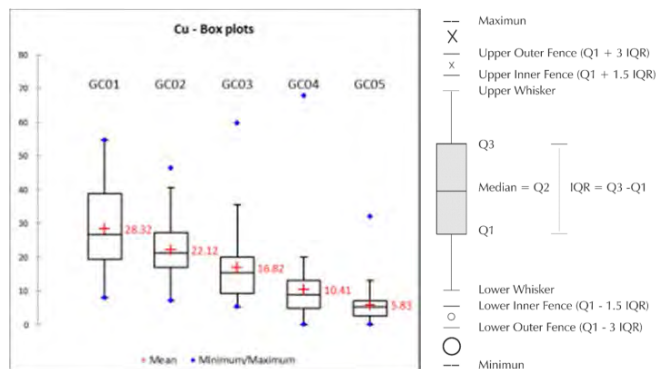 Cu - Box plots
80
70
60
50
40
30
20
10
0
GC01
GC02
GC03
GC04
GC05
28.32
22.12
16.82
10.41
5.83
+ Mean
• Minimum/Maximum
Maximun
X
Upper Outer Fence (Q1 + 3 IQR)
x
Upper Inner Fence (Q1 + 1.5 IQR)
Upper Whisker
Q3
Median = Q2
IQR = Q3 -Q1
Q1
Lower Whisker
Lower Inner Fence (Q1 - 1.5 IQR)
Lower Outer Fence (Q1 - 3 IQR)
Minimun